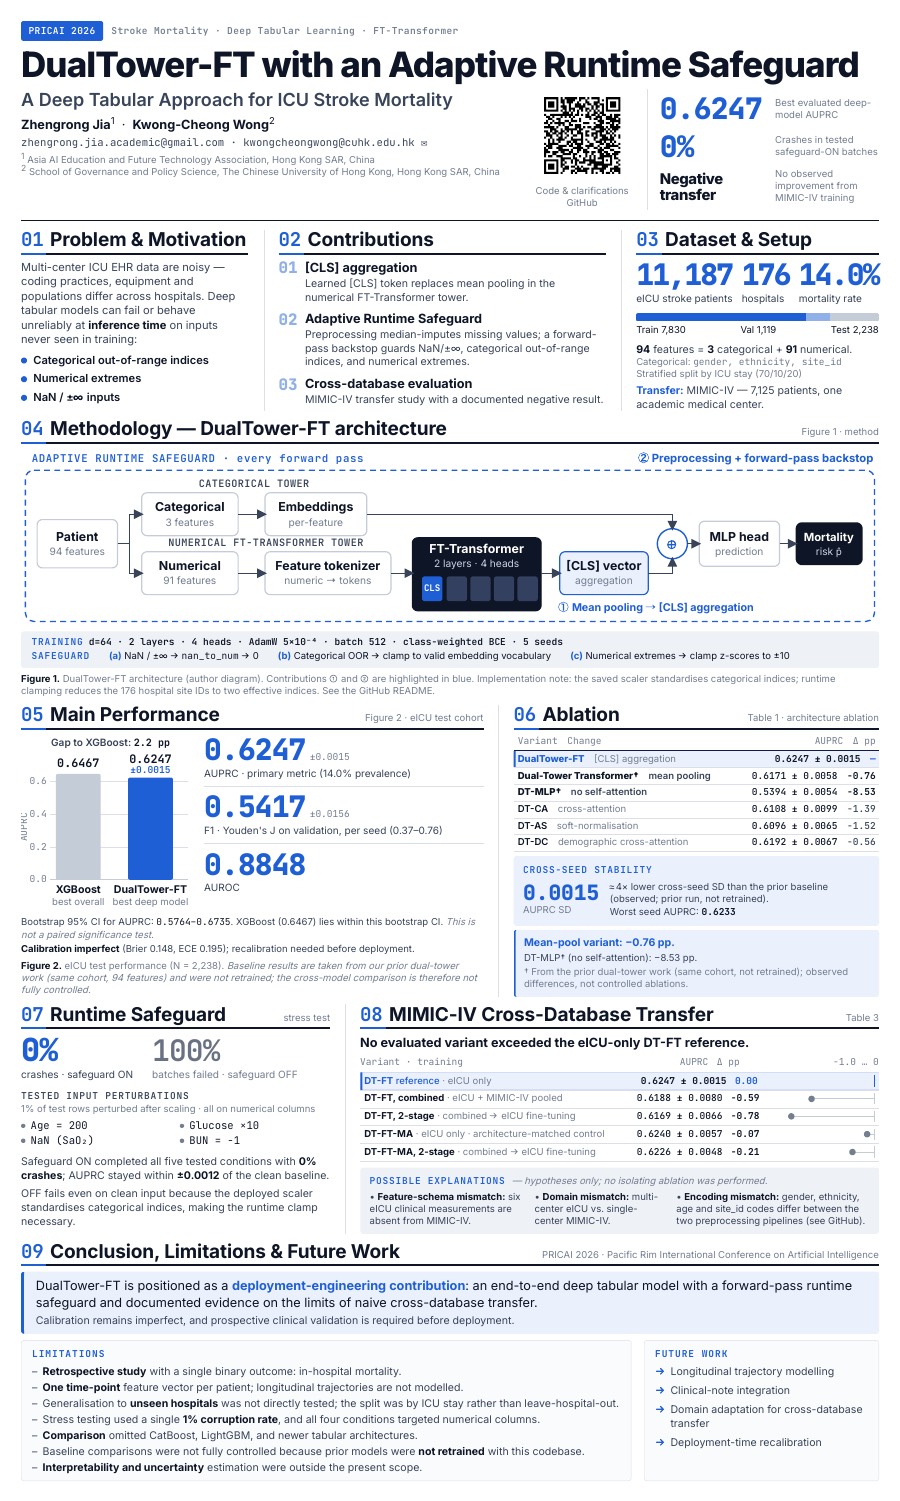 PRICAI 2026 Stroke Mortality · Deep Tabular Learning · FT-Transformer
DualTower-FT with an Adaptive Runtime Safeguard
A Deep Tabular Approach for ICU Stroke Mortality
Zhengrong Jia1 · Kwong-Cheong Wong2
zhengrong.jia.academic@gmail.com · kwongcheongwong@cuhk.edu.hk ✉
1 Asia AI Education and Future Technology Association, Hong Kong SAR, China
2 School of Governance and Policy Science, The Chinese University of Hong Kong, Hong Kong SAR, China
Code & clarifications
GitHub
0.6247 Best evaluated deep-
model AUPRC
0% Crashes in tested
safeguard-ON batches
Negative
transfer
No observed
improvement from
MIMIC-IV training
01 Problem & Motivation
Multi-center ICU EHR data are noisy —
coding practices, equipment and
populations differ across hospitals. Deep
tabular models can fail or behave
unreliably at inference time on inputs
never seen in training:
Categorical out-of-range indices
Numerical extremes
NaN / ±∞ inputs
02 Contributions
01 [CLS] aggregation
Learned [CLS] token replaces mean pooling in the
numerical FT-Transformer tower.
02 Adaptive Runtime Safeguard
Preprocessing median-imputes missing values; a forward-
pass backstop guards NaN/±∞, categorical out-of-range
indices, and numerical extremes.
03 Cross-database evaluation
MIMIC-IV transfer study with a documented negative result.
03 Dataset & Setup
11,187 176 14.0%
eICU stroke patients hospitals mortality rate
Train 7,830 Val 1,119 Test 2,238
94 features = 3 categorical + 91 numerical.
Categorical: gender, ethnicity, site_id
Stratified split by ICU stay (70/10/20)
Transfer: MIMIC-IV — 7,125 patients, one
academic medical center.
04 Methodology — DualTower-FT architecture Figure 1 · method
ADAPTIVE RUNTIME SAFEGUARD · every forward pass ② Preprocessing + forward-pass backstop
CATEGORICAL TOWER
Categorical
3 features
Embeddings
per-feature
Patient
94 features
NUMERICAL FT-TRANSFORMER TOWER
Numerical
91 features
Feature tokenizer
numeric → tokens
FT-Transformer
2 layers · 4 heads
CLS
[CLS] vector
aggregation
⊕
MLP head
prediction
Mortality
risk p̂
① Mean pooling → [CLS] aggregation
TRAINING d=64 · 2 layers · 4 heads · AdamW 5×10⁻⁴ · batch 512 · class-weighted BCE · 5 seeds
SAFEGUARD (a) NaN / ±∞ → nan_to_num → 0 (b) Categorical OOR → clamp to valid embedding vocabulary (c) Numerical extremes → clamp z-scores to ±10
Figure 1. DualTower-FT architecture (author diagram). Contributions ① and ② are highlighted in blue. Implementation note: the saved scaler standardises categorical indices; runtime
clamping reduces the 176 hospital site IDs to two effective indices. See the GitHub README.
05 Main Performance Figure 2 · eICU test cohort
Gap to XGBoost: 2.2 pp
0.6467
0.6247
±0.0015
AUPRC
0.6
0.4
0.2
0.0
XGBoost
best overall
DualTower-FT
best deep model
0.6247 ±0.0015
AUPRC · primary metric (14.0% prevalence)
0.5417 ±0.0156
F1 · Youden's J on validation, per seed (0.37–0.76)
0.8848
AUROC
Bootstrap 95% CI for AUPRC: 0.5764–0.6735. XGBoost (0.6467) lies within this bootstrap CI. This is
not a paired significance test.
Calibration imperfect (Brier 0.148, ECE 0.195); recalibration needed before deployment.
Figure 2. eICU test performance (N = 2,238). Baseline results are taken from our prior dual-tower
work (same cohort, 94 features) and were not retrained; the cross-model comparison is therefore not
fully controlled.
06 Ablation Table 1 · architecture ablation
Variant Change AUPRC Δ pp
DualTower-FT [CLS] aggregation 0.6247 ± 0.0015 —
Dual-Tower Transformer† mean pooling 0.6171 ± 0.0058 -0.76
DT-MLP† no self-attention 0.5394 ± 0.0054 -8.53
DT-CA cross-attention 0.6108 ± 0.0099 -1.39
DT-AS soft-normalisation 0.6096 ± 0.0065 -1.52
DT-DC demographic cross-attention 0.6192 ± 0.0067 -0.56
CROSS-SEED STABILITY
0.0015
AUPRC SD
≈4× lower cross-seed SD than the prior baseline
(observed; prior run, not retrained).
Worst seed AUPRC: 0.6233
Mean-pool variant: −0.76 pp.
DT-MLP† (no self-attention): −8.53 pp.
† From the prior dual-tower work (same cohort, not retrained); observed
differences, not controlled ablations.
07 Runtime Safeguard stress test
0% 100%
crashes · safeguard ON batches failed · safeguard OFF
TESTED INPUT PERTURBATIONS
1% of test rows perturbed after scaling · all on numerical columns
Age = 200 Glucose ×10
NaN (SaO₂) BUN = -1
Safeguard ON completed all five tested conditions with 0%
crashes; AUPRC stayed within ±0.0012 of the clean baseline.
OFF fails even on clean input because the deployed scaler
standardises categorical indices, making the runtime clamp
necessary.
08 MIMIC-IV Cross-Database Transfer Table 3
No evaluated variant exceeded the eICU-only DT-FT reference.
Variant · training AUPRC Δ pp -1.0 … 0
DT-FT reference · eICU only 0.6247 ± 0.0015 0.00
DT-FT, combined · eICU + MIMIC-IV pooled 0.6188 ± 0.0080 -0.59
DT-FT, 2-stage · combined → eICU fine-tuning 0.6169 ± 0.0066 -0.78
DT-FT-MA · eICU only · architecture-matched control 0.6240 ± 0.0057 -0.07
DT-FT-MA, 2-stage · combined → eICU fine-tuning 0.6226 ± 0.0048 -0.21
POSSIBLE EXPLANATIONS — hypotheses only; no isolating ablation was performed.
• Feature-schema mismatch: six
eICU clinical measurements are
absent from MIMIC-IV.
• Domain mismatch: multi-
center eICU vs. single-
center MIMIC-IV.
• Encoding mismatch: gender, ethnicity,
age and site_id codes differ between the
two preprocessing pipelines (see GitHub).
09 Conclusion, Limitations & Future Work PRICAI 2026 · Pacific Rim International Conference on Artificial Intelligence
DualTower-FT is positioned as a deployment-engineering contribution: an end-to-end deep tabular model with a forward-pass runtime
safeguard and documented evidence on the limits of naive cross-database transfer.
Calibration remains imperfect, and prospective clinical validation is required before deployment.
LIMITATIONS
– Retrospective study with a single binary outcome: in-hospital mortality.
– One time-point feature vector per patient; longitudinal trajectories are not modelled.
– Generalisation to unseen hospitals was not directly tested; the split was by ICU stay rather than leave-hospital-out.
– Stress testing used a single 1% corruption rate, and all four conditions targeted numerical columns.
– Comparison omitted CatBoost, LightGBM, and newer tabular architectures.
– Baseline comparisons were not fully controlled because prior models were not retrained with this codebase.
– Interpretability and uncertainty estimation were outside the present scope.
FUTURE WORK
→ Longitudinal trajectory modelling
→ Clinical-note integration
→ Domain adaptation for cross-database
transfer
→ Deployment-time recalibration